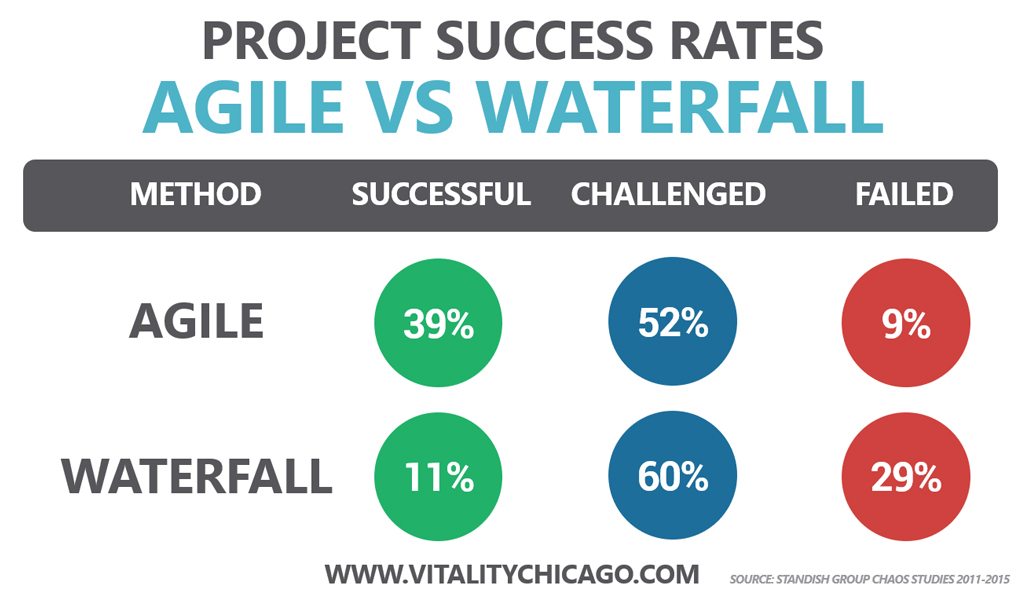 PROJECT SUCCESS RATES
AGILE VS WATERFALL
METHOD SUCCESSFUL CHALLENGED FAILED
AGILE 39% 52% 9%
WATERFALL 11% 60% 29%
WWW.VITALITYCHICAGO.COM SOURCE: STANDISH GROUP CHAOS STUDIES 2011-2015